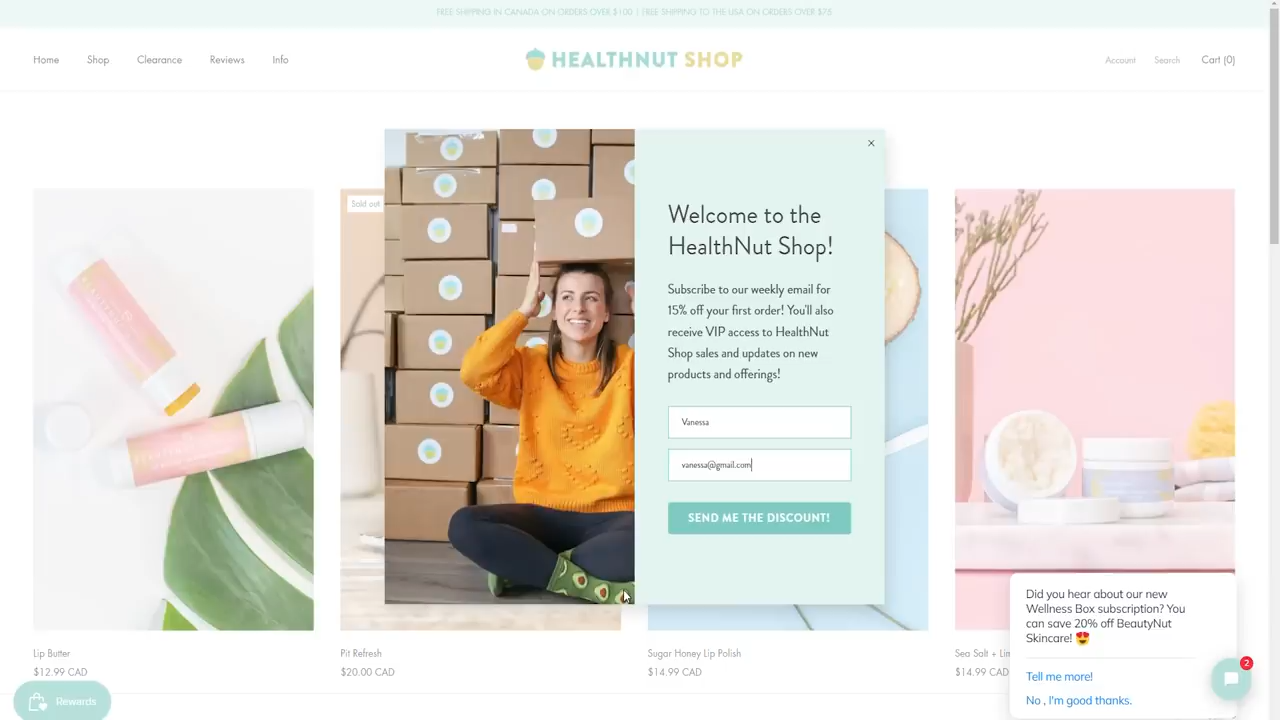 FREE SHIPPING IN CANADA ON ORDERS OVER $100 | FREE SHIPPING TO THE USA ON ORDERS OVER $75
Home Shop Clearance Reviews Info
HEALTHNUT SHOP
Account Search Cart (0)
Sold out
Welcome to the
HealthNut Shop!
Subscribe to our weekly email for
15% off your first order! You'll also
receive VIP access to HealthNut
Shop sales and updates on new
products and offerings!
Vanessa
vanessa@gmail.com
SEND ME THE DISCOUNT!
Lip Butter
$12.99 CAD
Pit Refresh
$20.00 CAD
Sugar Honey Lip Polish
$14.99 CAD
Sea Salt +
$14.99 CAD
Did you hear about our new
Wellness Box subscription? You
can save 20% off BeautyNut
Skincare! 😍
Tell me more!
No , I'm good thanks.
2
Rewards